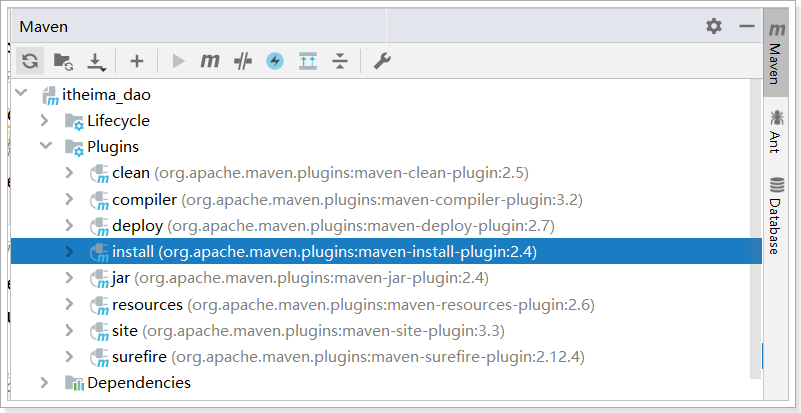 Maven
itheima_dao
Lifecycle
Plugins
clean (org.apache.maven.plugins:maven-clean-plugin:2.5)
compiler (org.apache.maven.plugins:maven-compiler-plugin:3.2)
deploy (org.apache.maven.plugins:maven-deploy-plugin:2.7)
install (org.apache.maven.plugins:maven-install-plugin:2.4)
jar (org.apache.maven.plugins:maven-jar-plugin:2.4)
resources (org.apache.maven.plugins:maven-resources-plugin:2.6)
site (org.apache.maven.plugins:maven-site-plugin:3.3)
surefire (org.apache.maven.plugins:maven-surefire-plugin:2.12.4)
Dependencies
Maven
Ant
Database